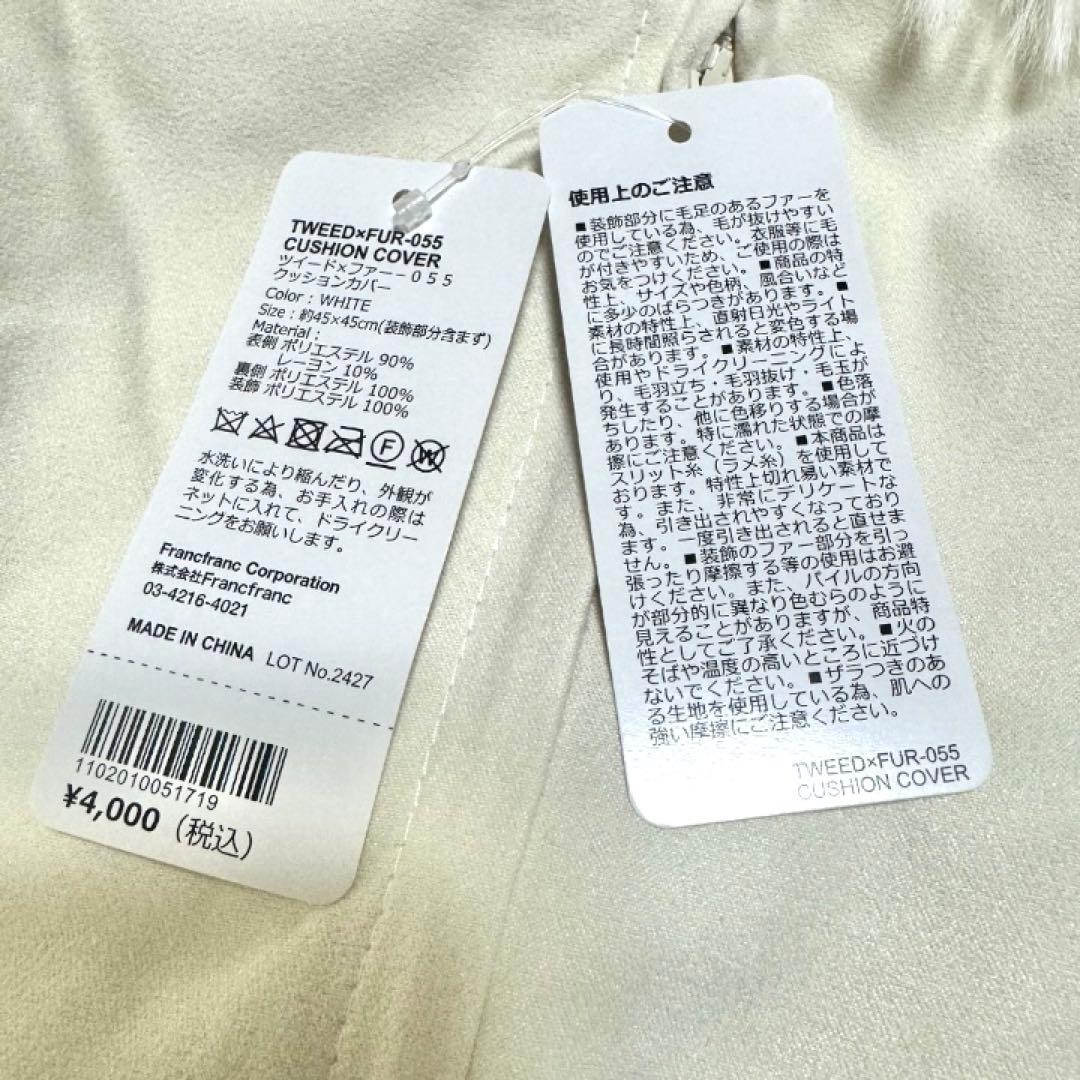 TWEED×FUR-055
CUSHION COVER
ツイード×ファー－０５５
クッションカバー
Color : WHITE
Size : 約45×45cm(装飾部分含まず)
Material :
表側 ポリエステル 90%
レーヨン 10%
裏側 ポリエステル 100%
装飾 ポリエステル 100%
F
W
水洗いにより縮んだり、外観が
変化する為、お手入れの際は
ネットに入れて、ドライクリー
ニングをお願いします。
Francfranc Corporation
株式会社Francfranc
03-4216-4021
MADE IN CHINA LOT No.2427
1102010051719
¥4,000 (税込)
使用上のご注意
■装飾部分に毛足のあるファーを
使用している為、毛が抜けやすい
のでご注意ください。衣服等に毛
が付きやすいため、ご使用の際は
お気をつけください。■商品の特
性上、サイズや色柄、風合いなど
に多少のばらつきがあります。■
素材の特性上、直射日光やライト
に長時間照らされると変色する場
合があります。■素材の特性上、
使用やドライクリーニングによ
り、毛羽立ち・毛羽抜け・毛玉が
発生することがあります。■色落
ちしたり、他に色移りする場合が
あります。特に濡れた状態での摩
擦にご注意ください。■本商品は
スリット糸(ラメ糸)を使用して
おります。特性上切れ易い素材で
す。また、非常にデリケートな
為、引き出されやすくなっており
ます。一度引き出されると直せま
せん。■装飾のファー部分を引っ
張ったり摩擦する等の使用はお避
けください。また、パイルの方向
が部分的に異なり色むらのように
見えることがありますが、商品特
性としてご了承ください。■火の
そばや温度の高いところに近づけ
ないでください。■ザラつきのあ
る生地を使用している為、肌への
強い摩擦にご注意ください。
TWEED×FUR-055
CUSHION COVER